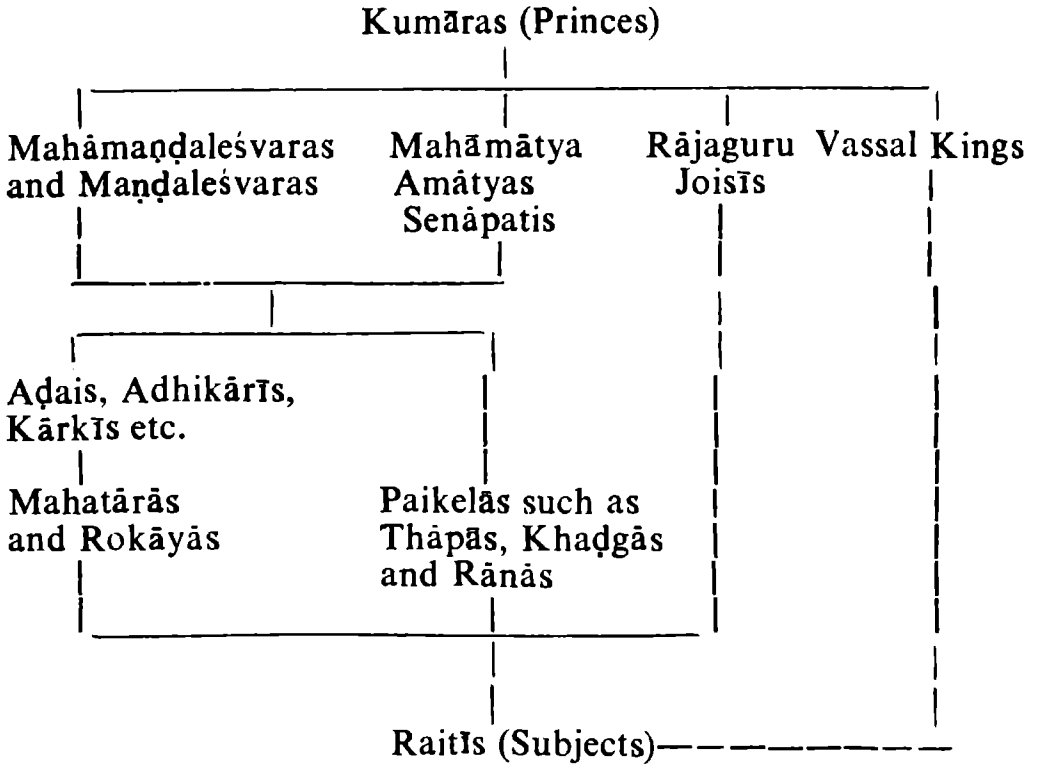 Kumāras (Princes)
Mahāmaṇḍaleśvaras
and Maṇḍaleśvaras
Mahāmātya
Amātyas
Senāpatis
Rājaguru
Joisīs
Vassal Kings
Aḍais, Adhikārīs,
Kārkīs etc.
Mahatārās
and Rokāyās
Paikelās such as
Thāpās, Khaḍgās
and Rānās
Raitīs (Subjects)